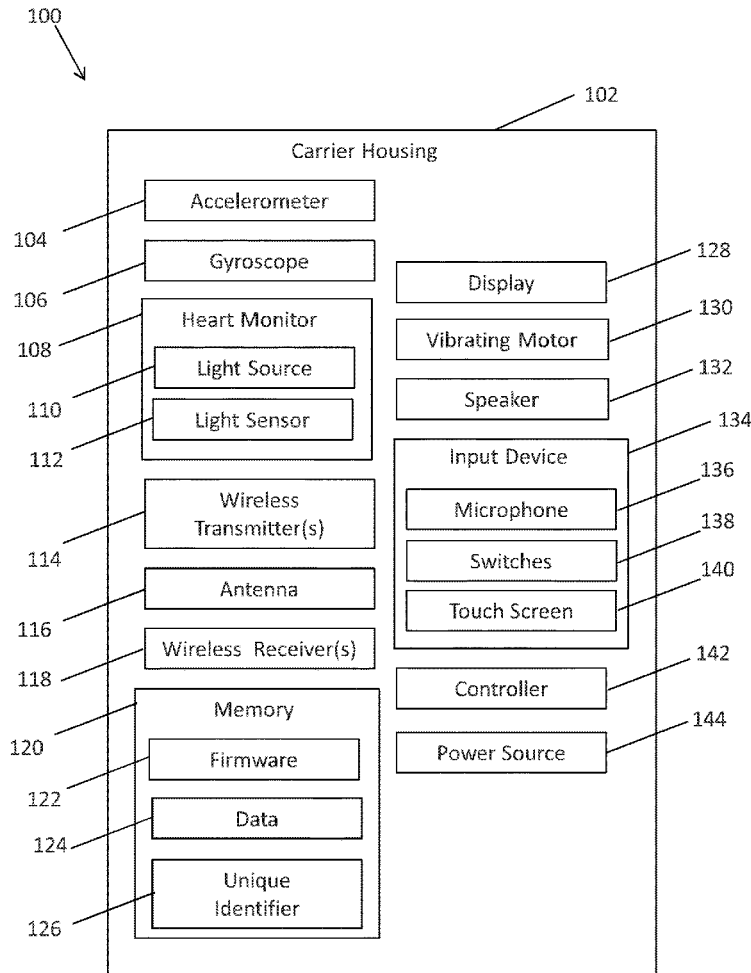 100
102
Carrier Housing
Accelerometer
104
Gyroscope
106
Heart Monitor
108
Light Source
110
Light Sensor
112
Wireless
Transmitter(s)
114
Antenna
116
Wireless Receiver(s)
118
Memory
120
Firmware
122
Data
124
Unique
Identifier
126
Display
128
Vibrating Motor
130
Speaker
132
Input Device
134
Microphone
136
Switches
138
Touch Screen
140
Controller
142
Power Source
144